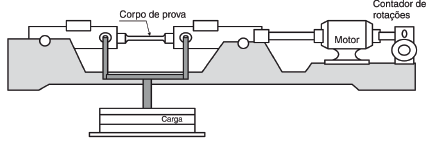 Corpo de prova
Contador de
rotações
Motor
Carga